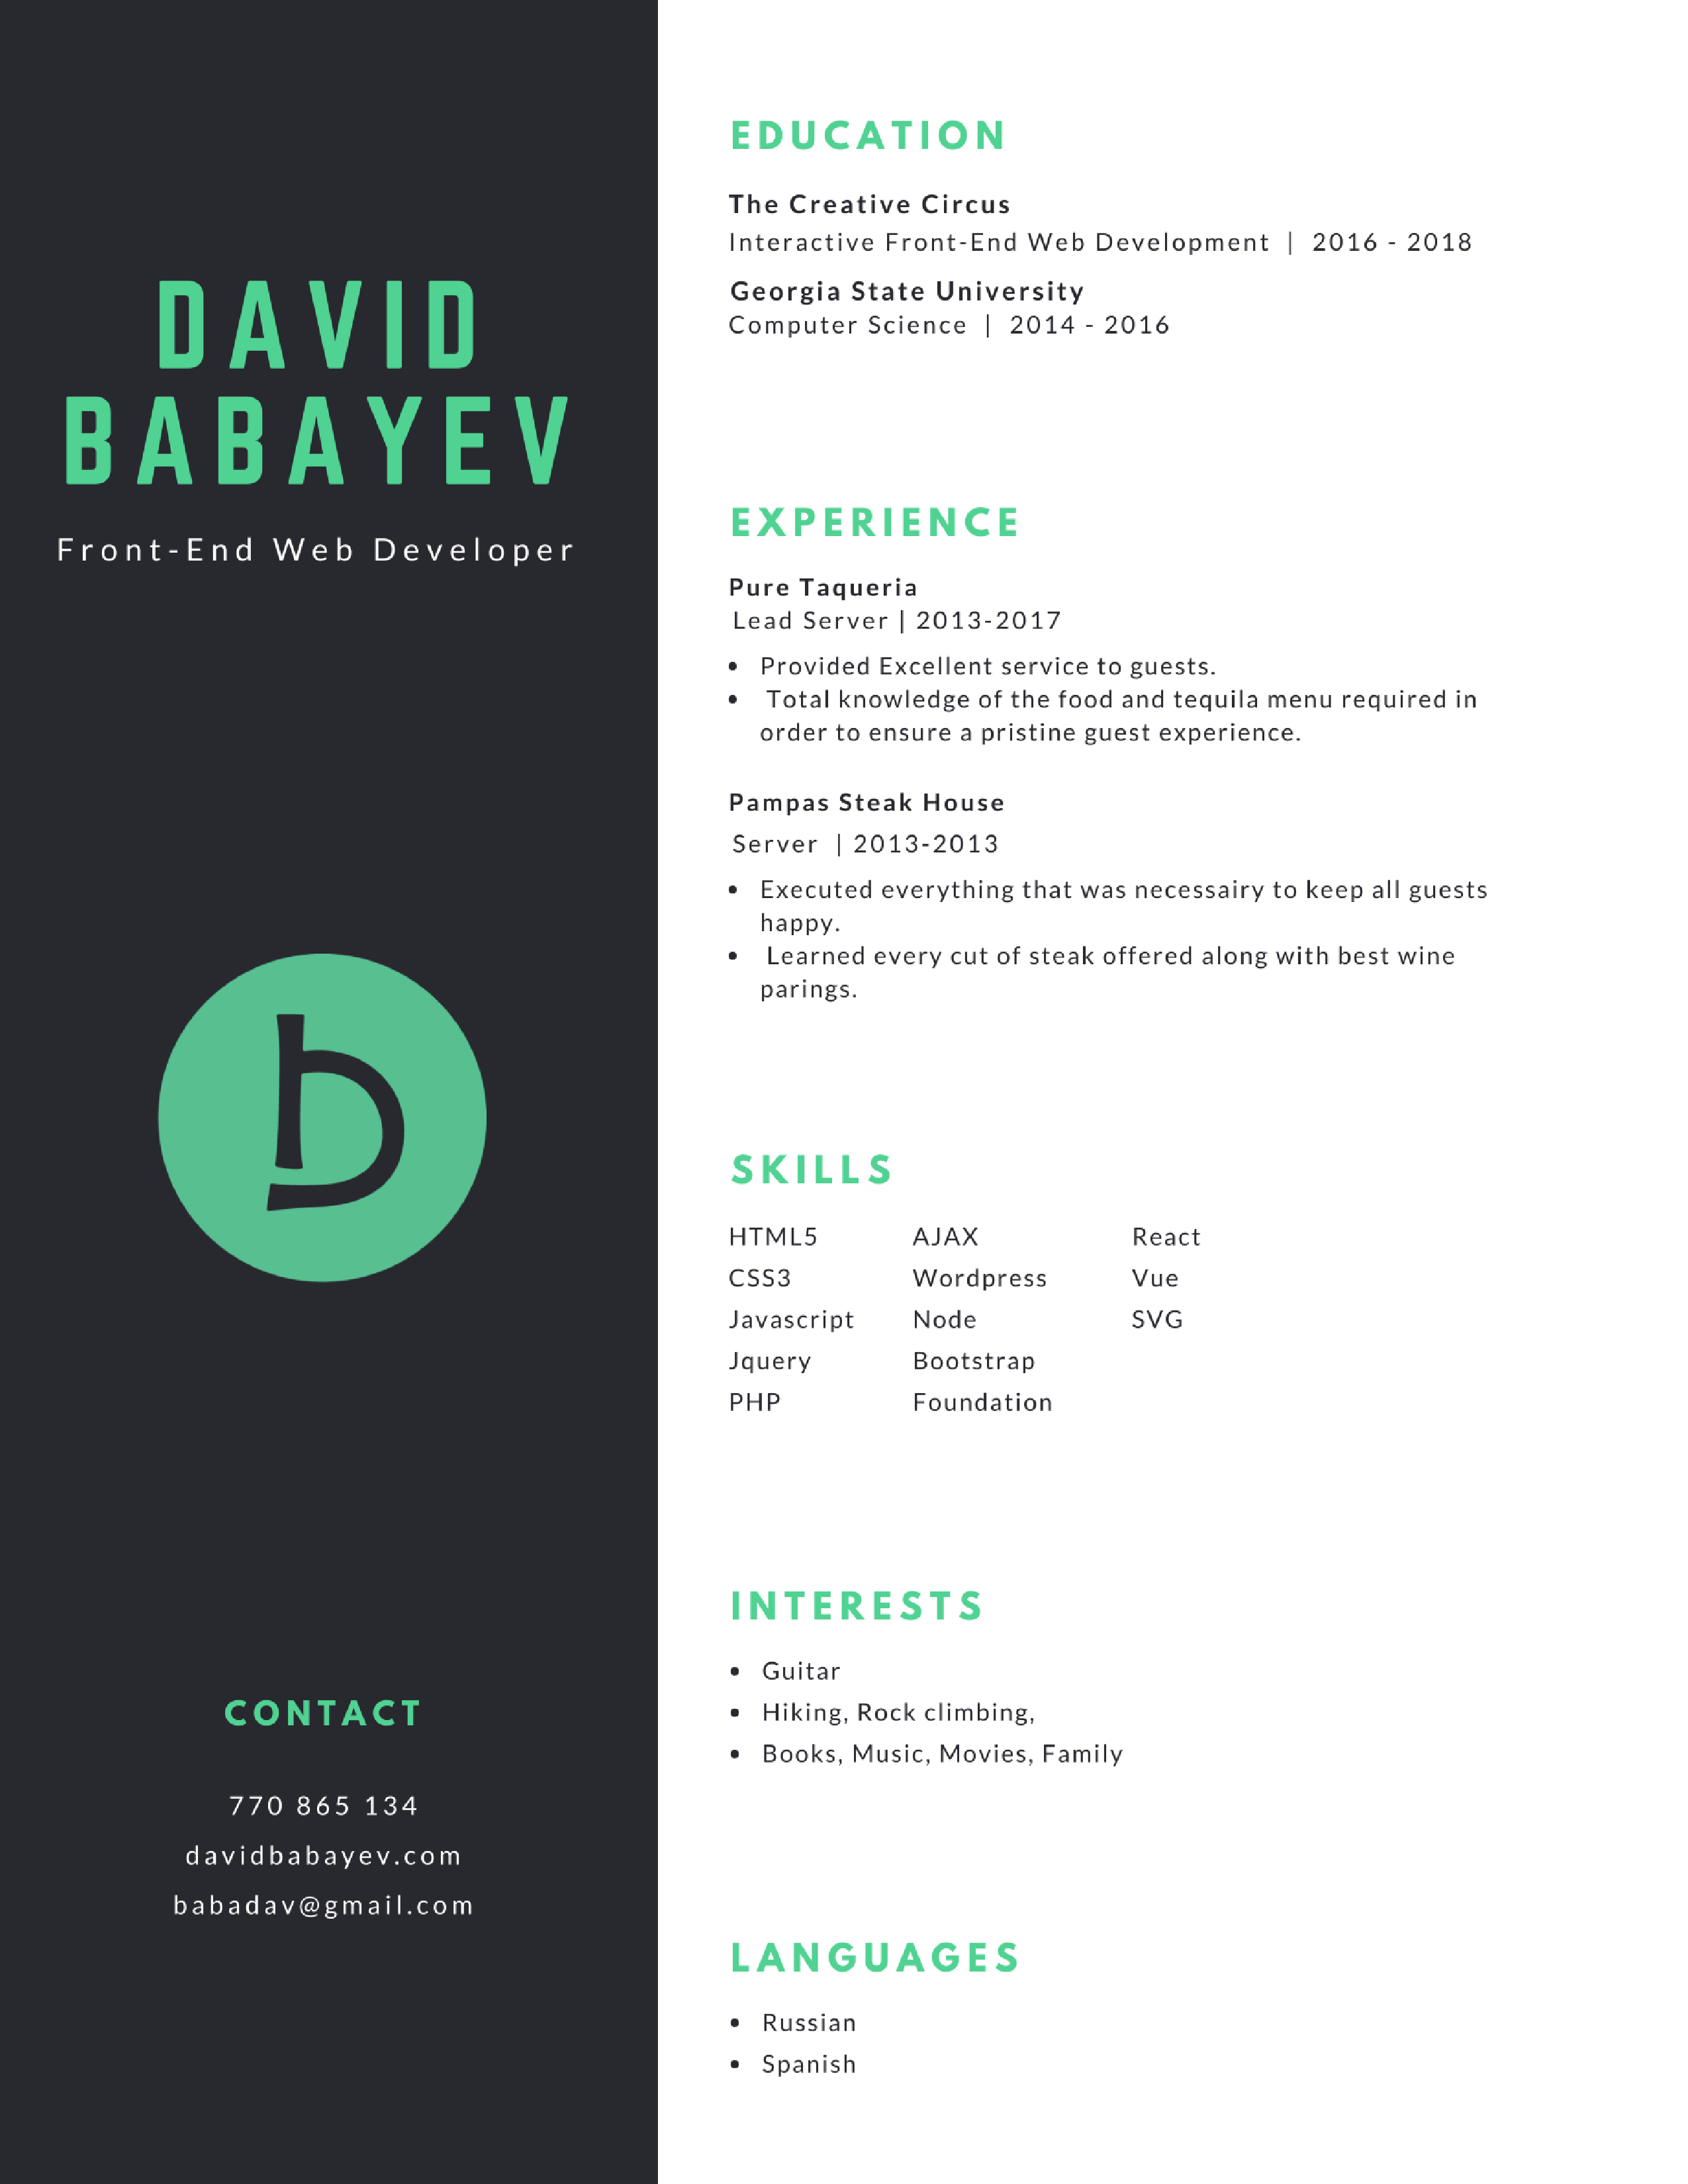 DAVID
BABAYEV
Front-End Web Developer
b
CONTACT
770 865 134
davidbabayev.com
babadav@gmail.com
EDUCATION
The Creative Circus
Interactive Front-End Web Development | 2016 - 2018
Georgia State University
Computer Science | 2014 - 2016
EXPERIENCE
Pure Taqueria
Lead Server | 2013-2017
• Provided Excellent service to guests.
• Total knowledge of the food and tequila menu required in
order to ensure a pristine guest experience.
Pampas Steak House
Server | 2013-2013
• Executed everything that was necessairy to keep all guests
happy.
• Learned every cut of steak offered along with best wine
parings.
SKILLS
HTML5 AJAX React
CSS3 Wordpress Vue
Javascript Node SVG
Jquery Bootstrap
PHP Foundation
INTERESTS
• Guitar
• Hiking, Rock climbing,
• Books, Music, Movies, Family
LANGUAGES
• Russian
• Spanish